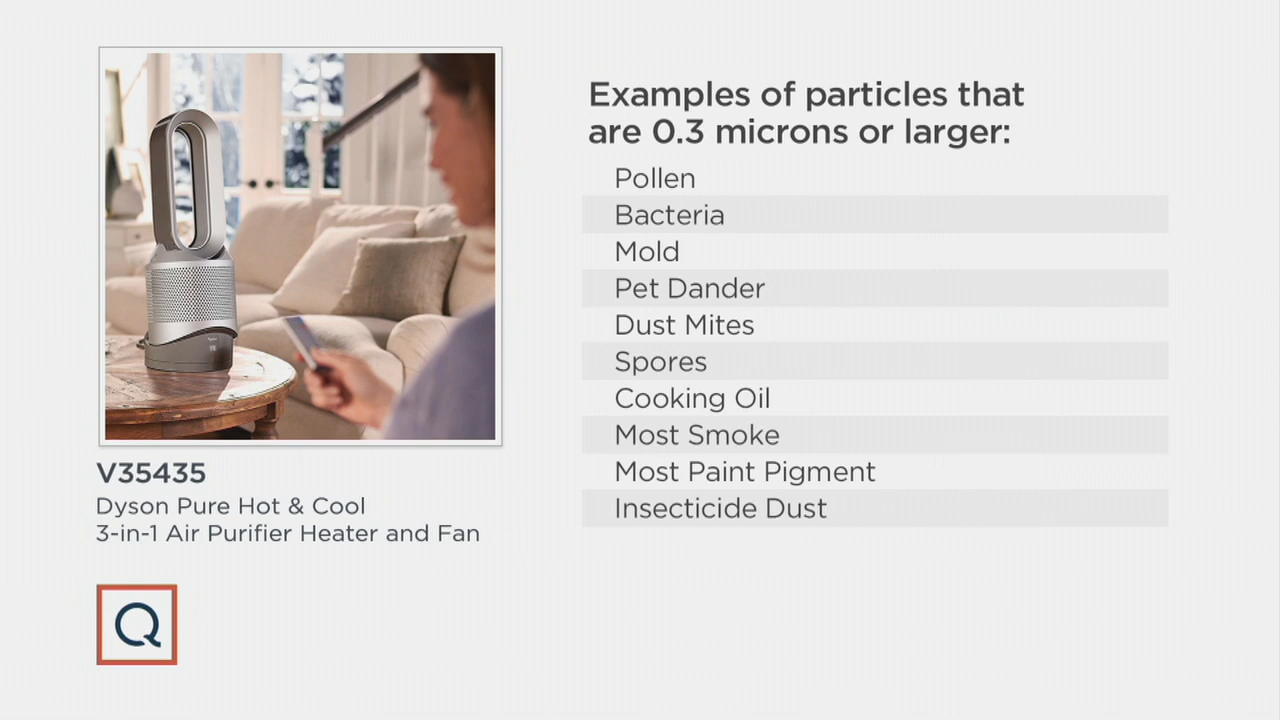 Examples of particles that
are 0.3 microns or larger:
Pollen
Bacteria
Mold
Pet Dander
Dust Mites
Spores
Cooking Oil
Most Smoke
Most Paint Pigment
Insecticide Dust
V35435
Dyson Pure Hot & Cool
3-in-1 Air Purifier Heater and Fan
Q